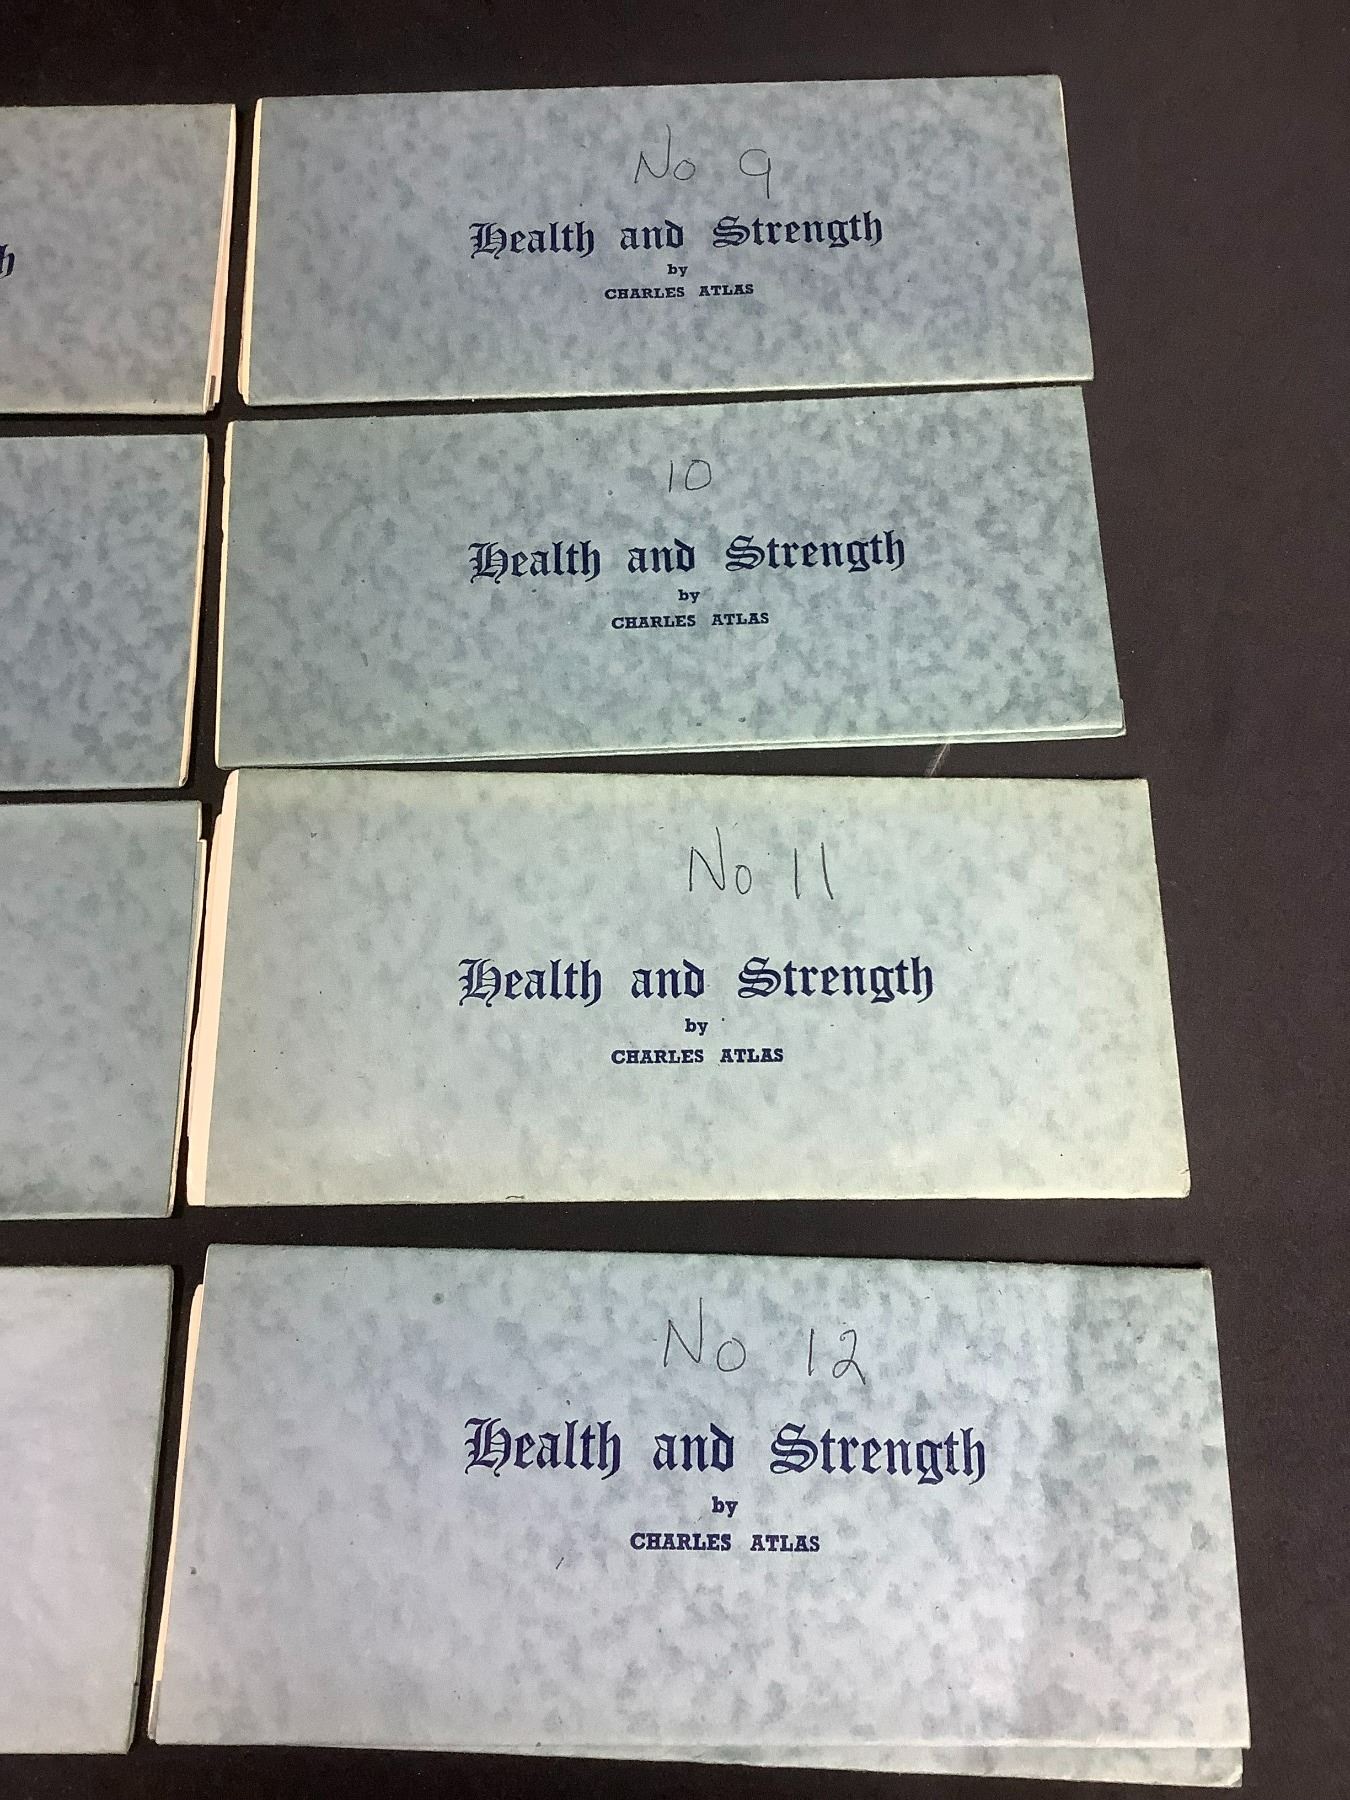 No 9
Health and Strength
by
CHARLES ATLAS
10
Health and Strength
by
CHARLES ATLAS
No 11
Health and Strength
by
CHARLES ATLAS
No 12
Health and Strength
by
CHARLES ATLAS